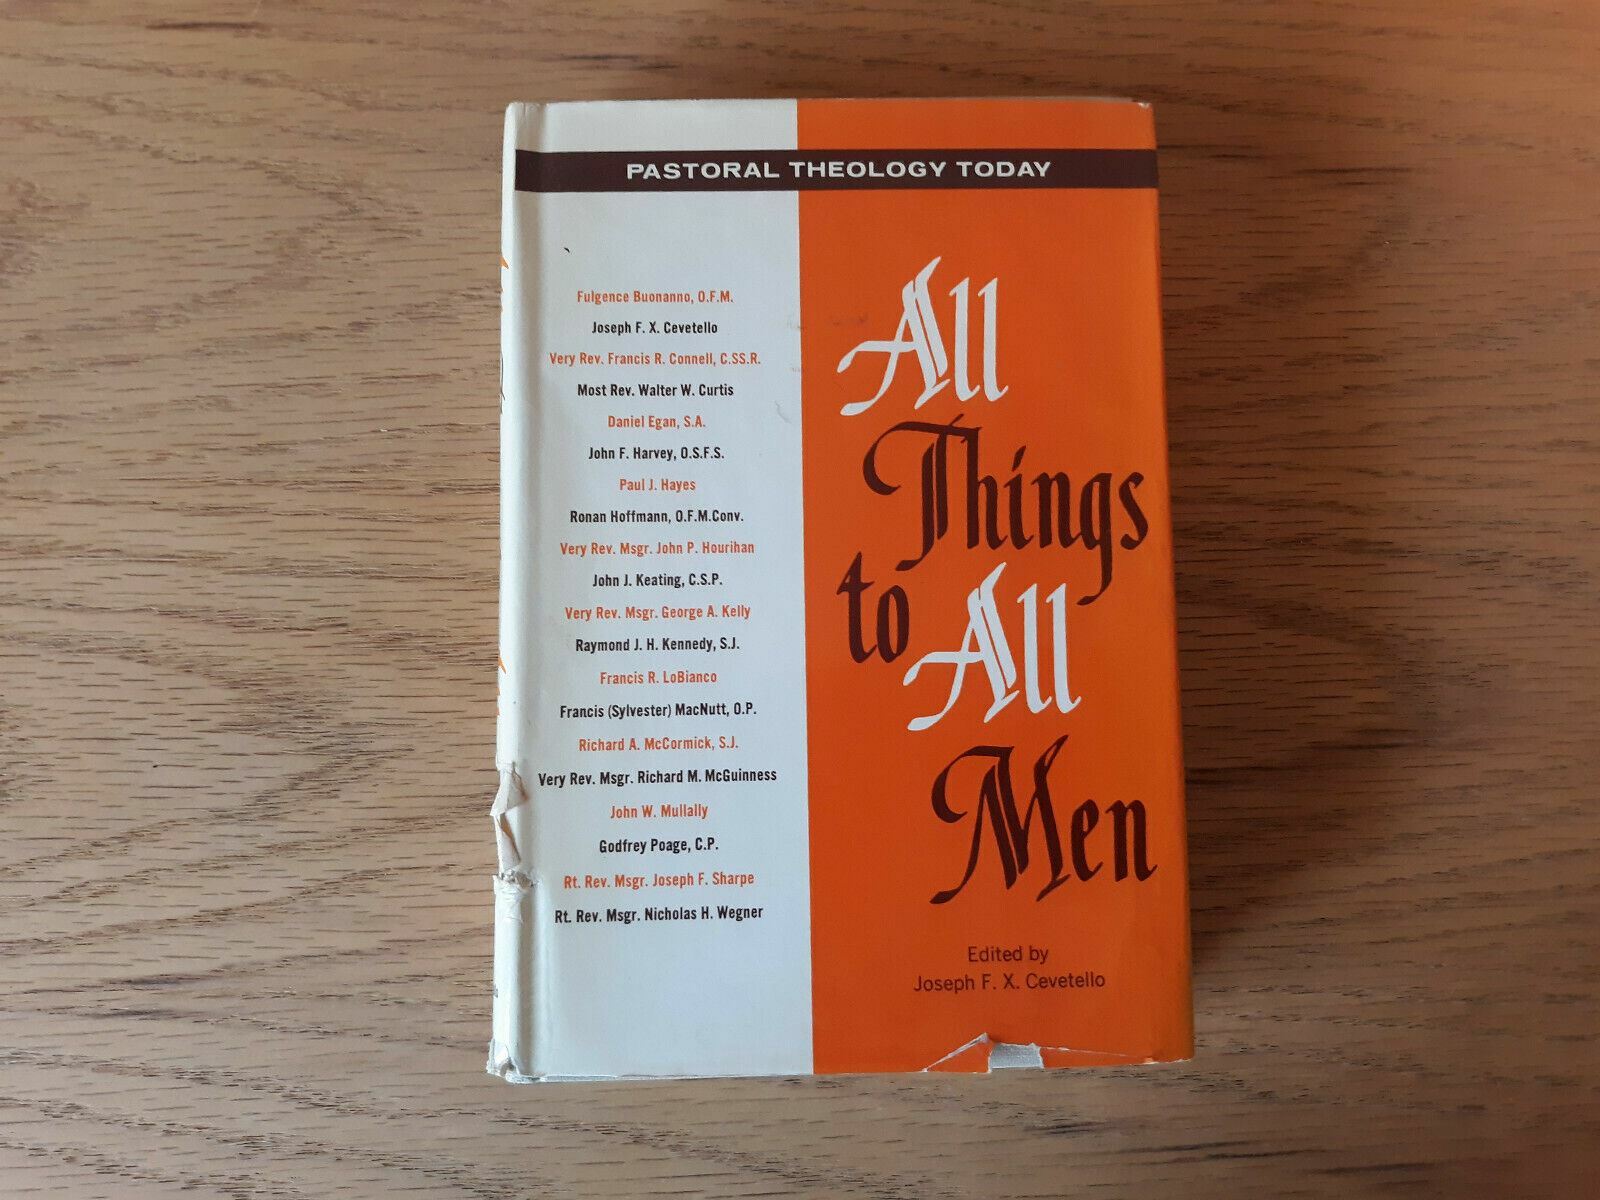 PASTORAL THEOLOGY TODAY
Fulgence Buonanno, O.F.M.
Joseph F. X. Cevetello
Very Rev. Francis R. Connell, C.SS.R.
Most Rev. Walter W. Curtis
Daniel Egan, S.A.
John F. Harvey, O.S.F.S.
Paul J. Hayes
Ronan Hoffmann, O.F.M.Conv.
Very Rev. Msgr. John P. Hourihan
John J. Keating, C.S.P.
Very Rev. Msgr. George A. Kelly
Raymond J. H. Kennedy, S.J.
Francis R. LoBianco
Francis (Sylvester) MacNutt, O.P.
Richard A. McCormick, S.J.
Very Rev. Msgr. Richard M. McGuinness
John W. Mullally
Godfrey Poage, C.P.
Rt. Rev. Msgr. Joseph F. Sharpe
Rt. Rev. Msgr. Nicholas H. Wegner
All
Things
to All
Men
Edited by
Joseph F. X. Cevetello